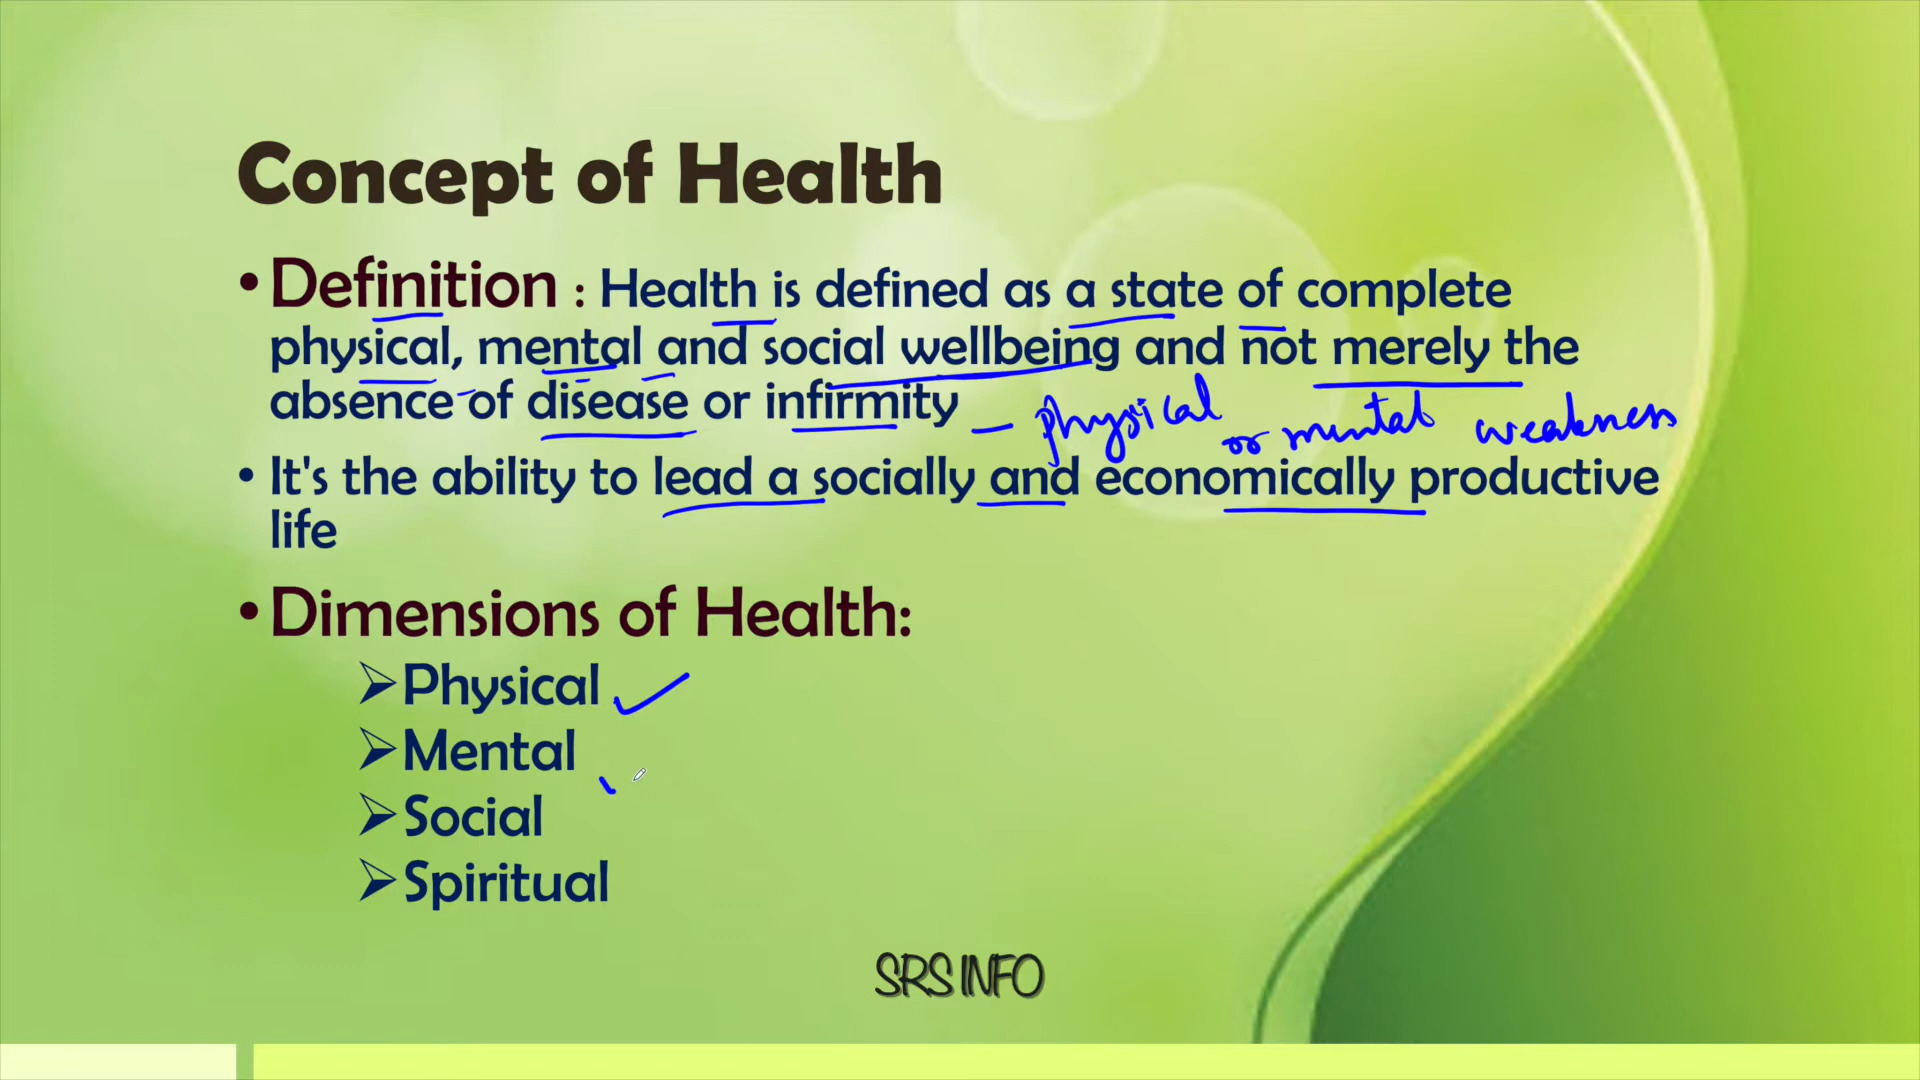 Concept of Health
• Definition : Health is defined as a state of complete
physical, mental and social wellbeing and not merely the
absence of disease or infirmity – physical or mental weakness
• It's the ability to lead a socially and economically productive
life
• Dimensions of Health:
➢Physical ✓
➢Mental
➢Social
➢Spiritual
SRS INFO